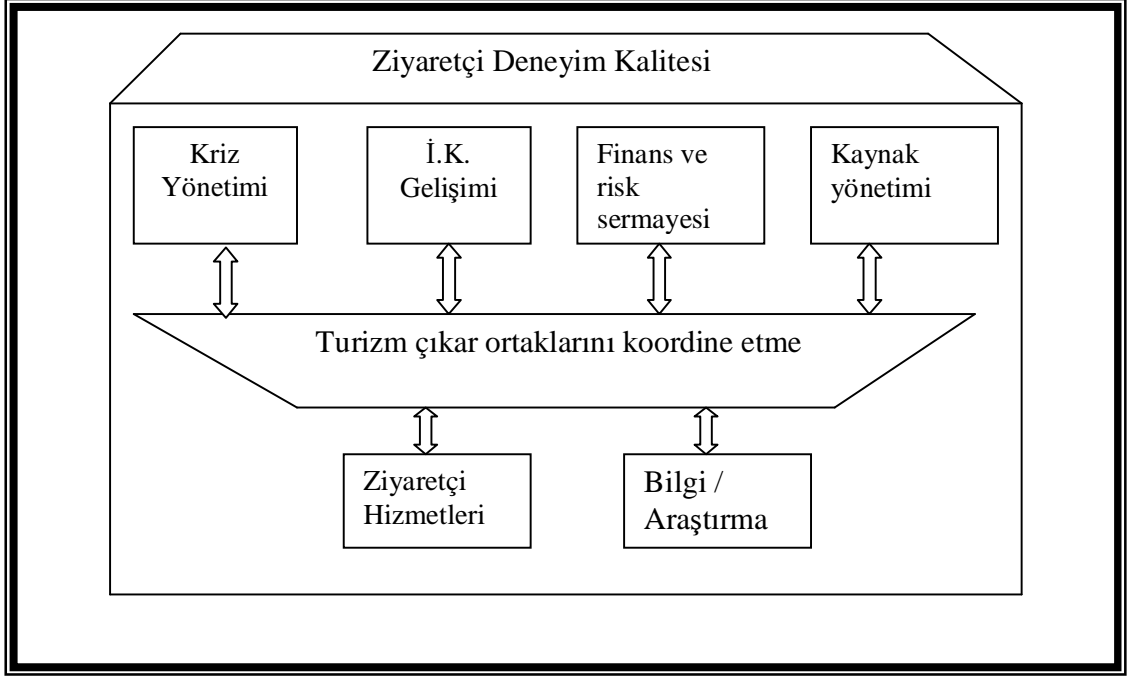 Ziyaretçi Deneyim Kalitesi
Kriz
Yönetimi
İ.K.
Gelişimi
Finans ve
risk
sermayesi
Kaynak
yönetimi
Turizm çıkar ortaklarını koordine etme
Ziyaretçi
Hizmetleri
Bilgi /
Araştırma